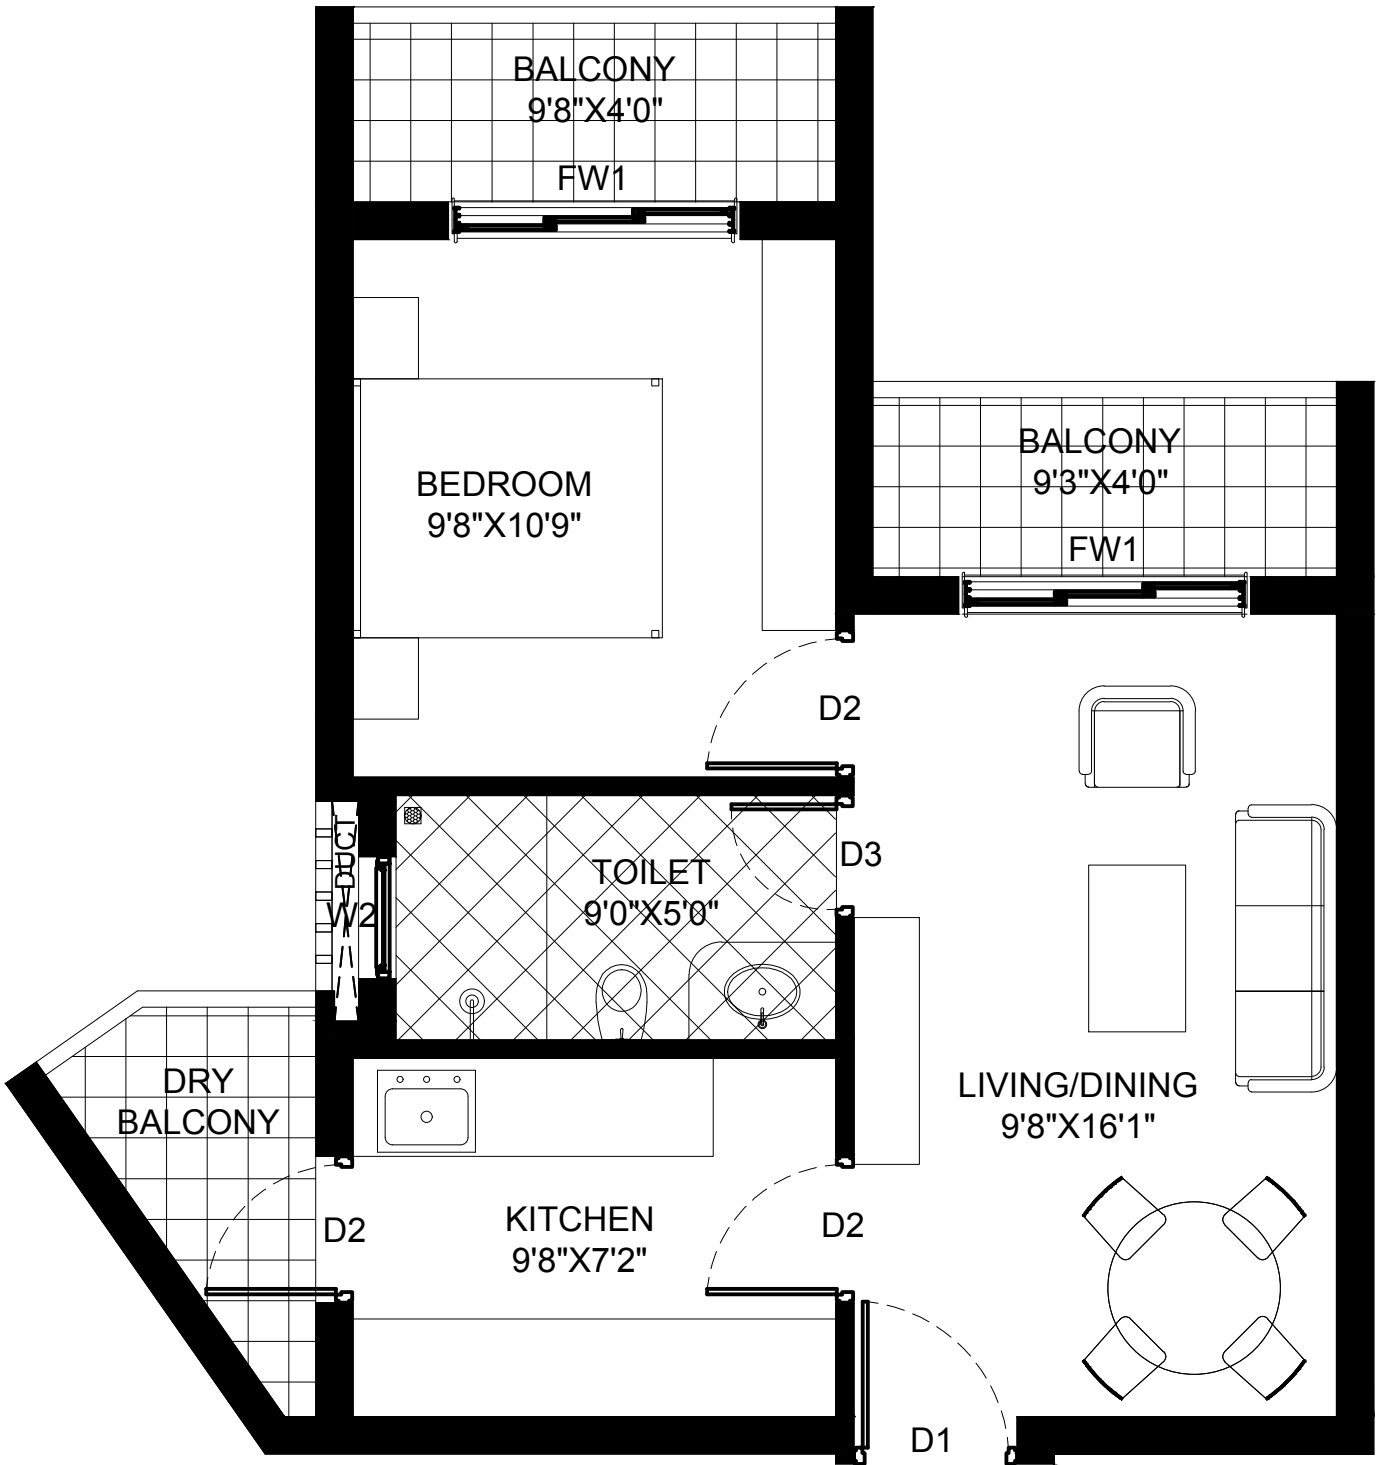 BALCONY
9'8"X4'0"
FW1
BALCONY
9'3"X4'0"
FW1
BEDROOM
9'8"X10'9"
D2
DUCT
W2
TOILET
9'0"X5'0"
D3
DRY
BALCONY
LIVING/DINING
9'8"X16'1"
D2
KITCHEN
9'8"X7'2"
D2
D1